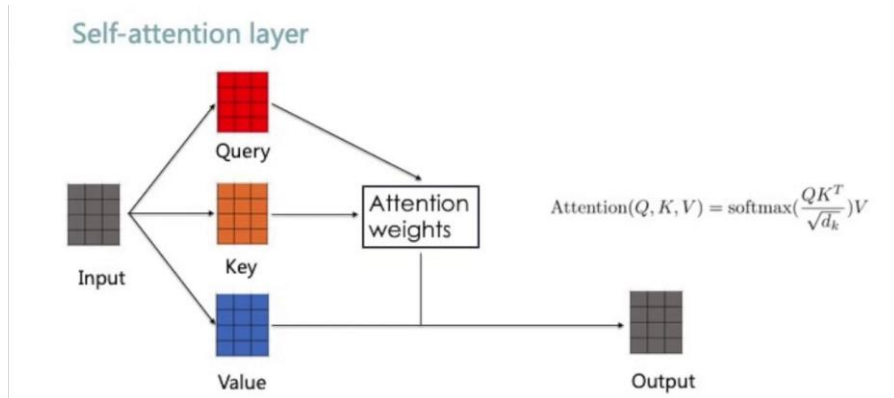 Self-attention layer
Query
Attention
weights
Attention(Q, K, V) = softmax(QK^T/√d_k)V
Key
Input
Value
Output